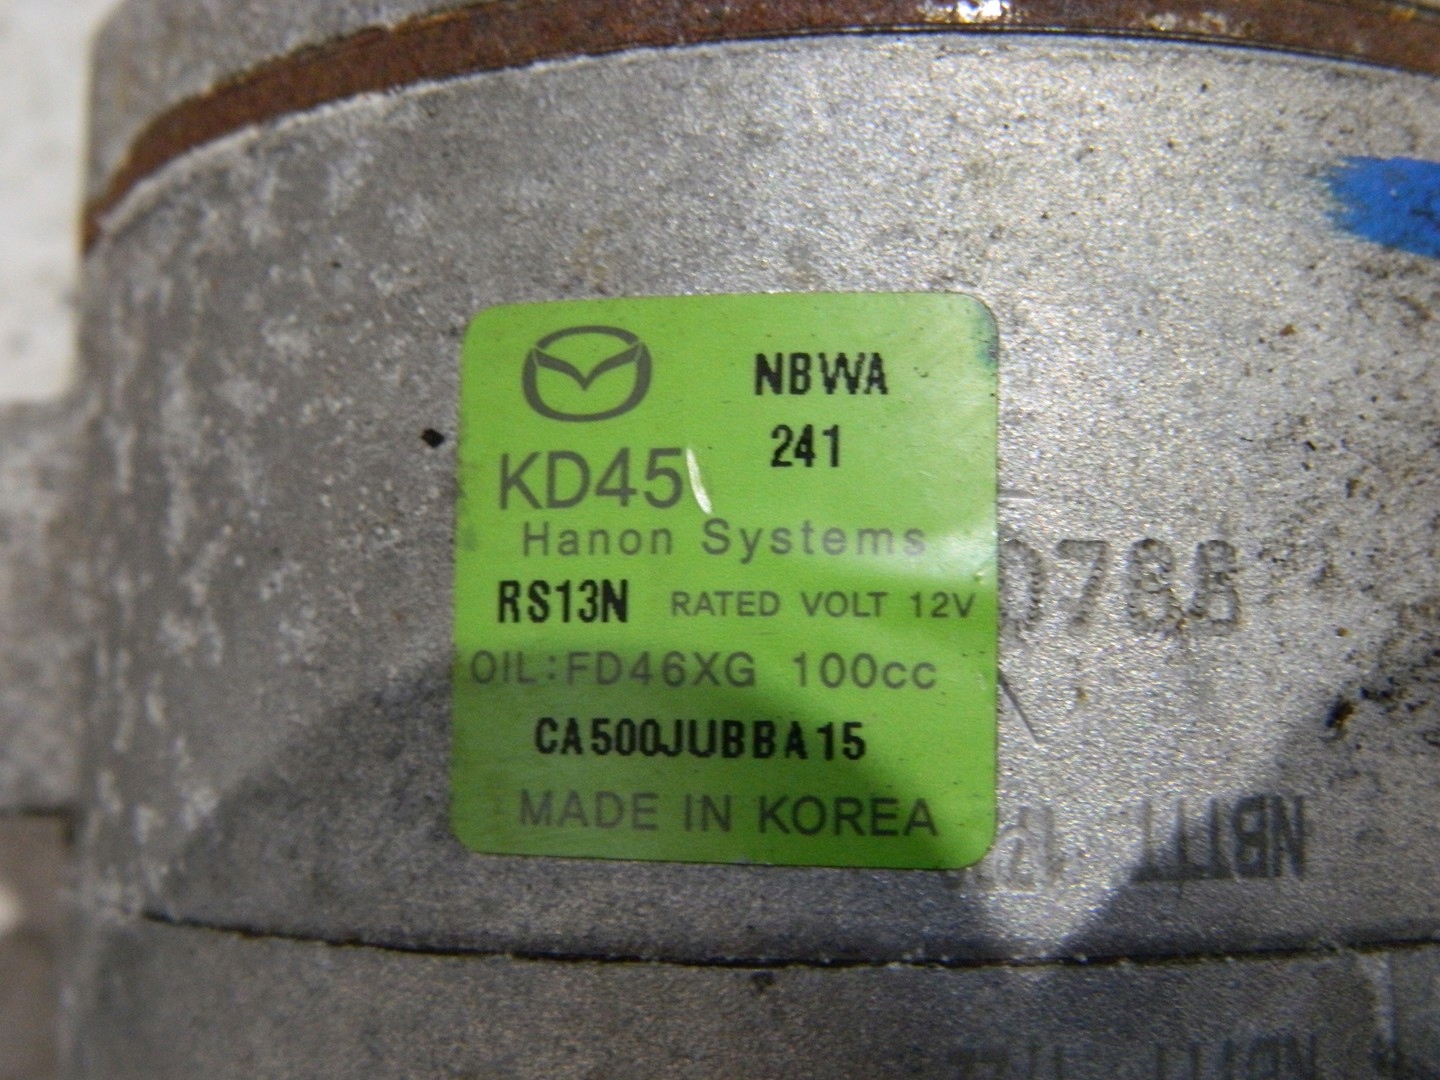 NBWA
241
KD45
Hanon Systems
RS13N RATED VOLT 12V
OIL:FD46XG 100cc
CA500JUBBA15
MADE IN KOREA